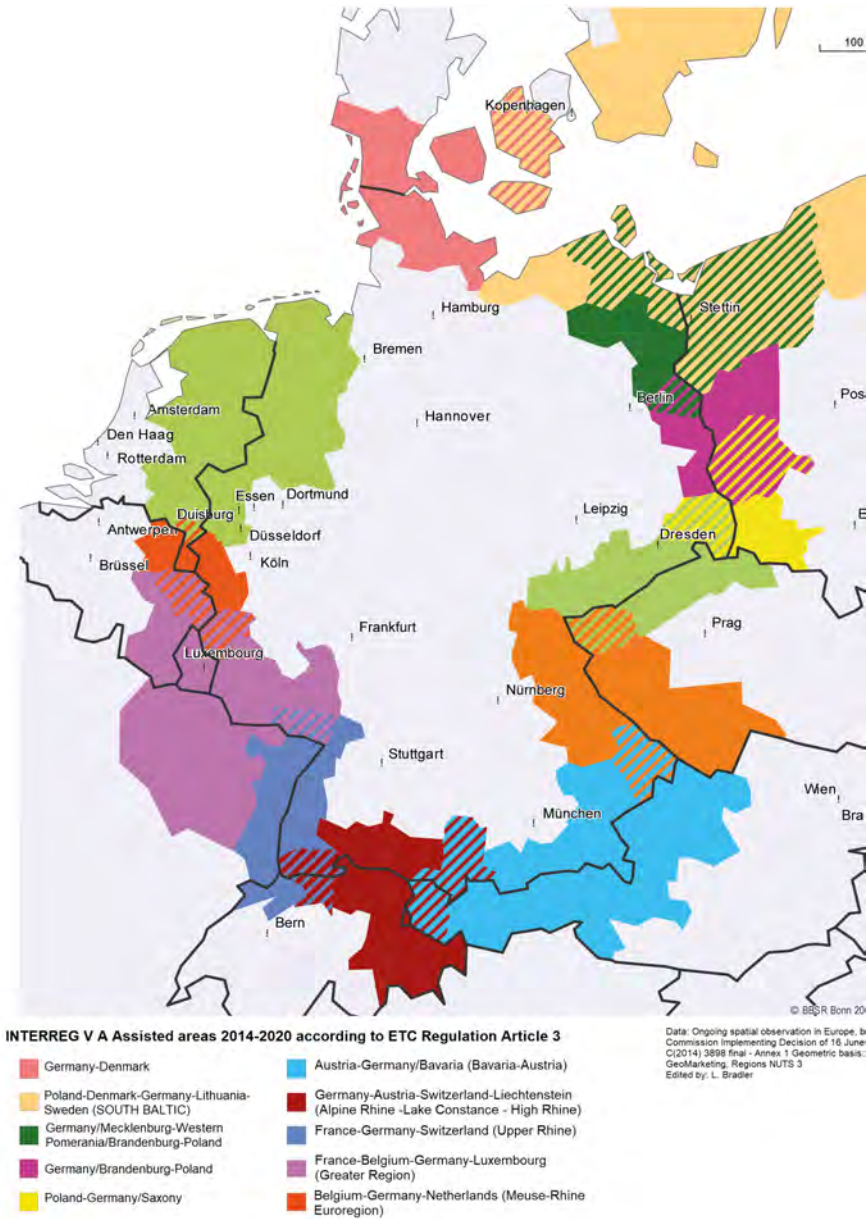 100
Kopenhagen
Hamburg
Stettin
Bremen
Berlin
Posa
Amsterdam
Hannover
Den Haag
Rotterdam
Essen
Dortmund
Leipzig
Duisburg
Antwerpen
Düsseldorf
Dresden
Brüssel
Köln
Frankfurt
Prag
Luxembourg
Nürnberg
Stuttgart
Wien
München
Bra
Bern
© BBSR Bonn 20
INTERREG V A Assisted areas 2014-2020 according to ETC Regulation Article 3
Data: Ongoing spatial observation in Europe, b
Commission Implementing Decision of 16 June
C(2014) 3898 final - Annex 1 Geometric basis:
GeoMarketing, Regions NUTS 3
Edited by: L. Bradler
Germany-Denmark
Poland-Denmark-Germany-Lithuania-
Sweden (SOUTH BALTIC)
Germany/Mecklenburg-Western
Pomerania/Brandenburg-Poland
Germany/Brandenburg-Poland
Poland-Germany/Saxony
Austria-Germany/Bavaria (Bavaria-Austria)
Germany-Austria-Switzerland-Liechtenstein
(Alpine Rhine -Lake Constance - High Rhine)
France-Germany-Switzerland (Upper Rhine)
France-Belgium-Germany-Luxembourg
(Greater Region)
Belgium-Germany-Netherlands (Meuse-Rhine
Euroregion)